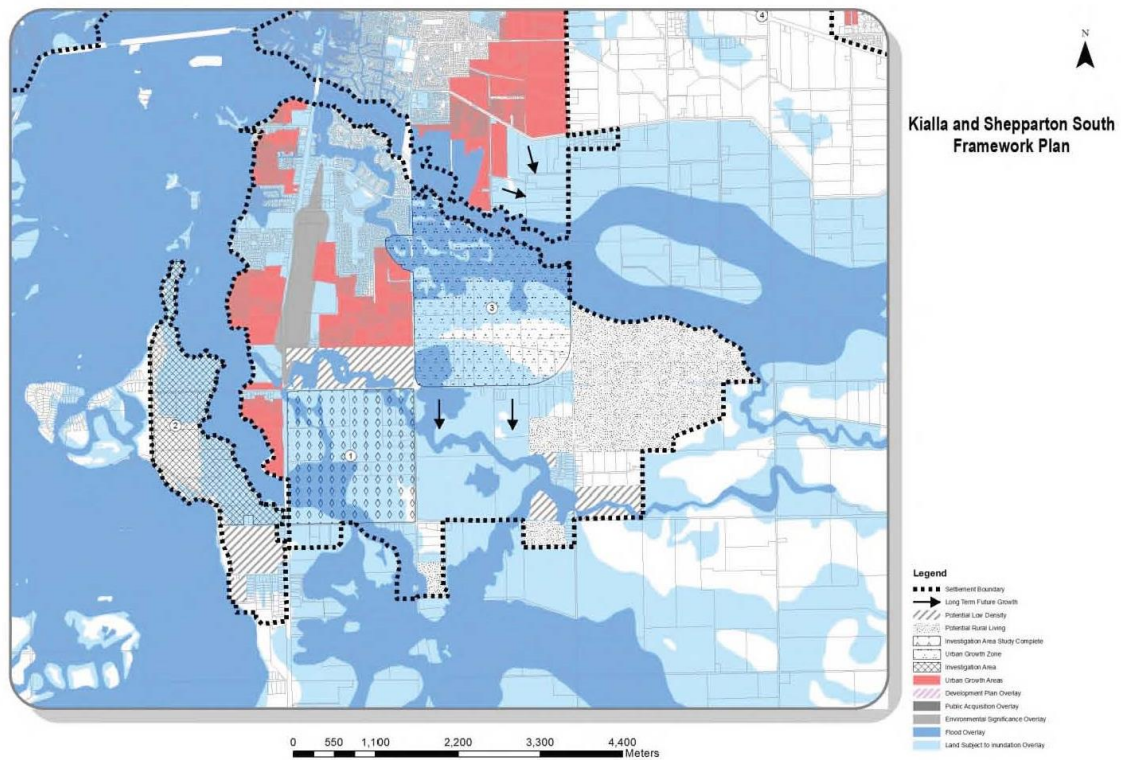 4
N
Kialla and Shepparton South
Framework Plan
3
2
1
Legend
Settlement Boundary
Long Term Future Growth
Potential Low Density
Potential Rural Living
Investigation Area Study Complete
Urban Growth Zone
Investigation Area
Urban Growth Areas
Development Plan Overlay
Public Acquisition Overlay
Environmental Significance Overlay
Flood Overlay
Land Subject to Inundation Overlay
0 550 1,100 2,200 3,300 4,400
Meters